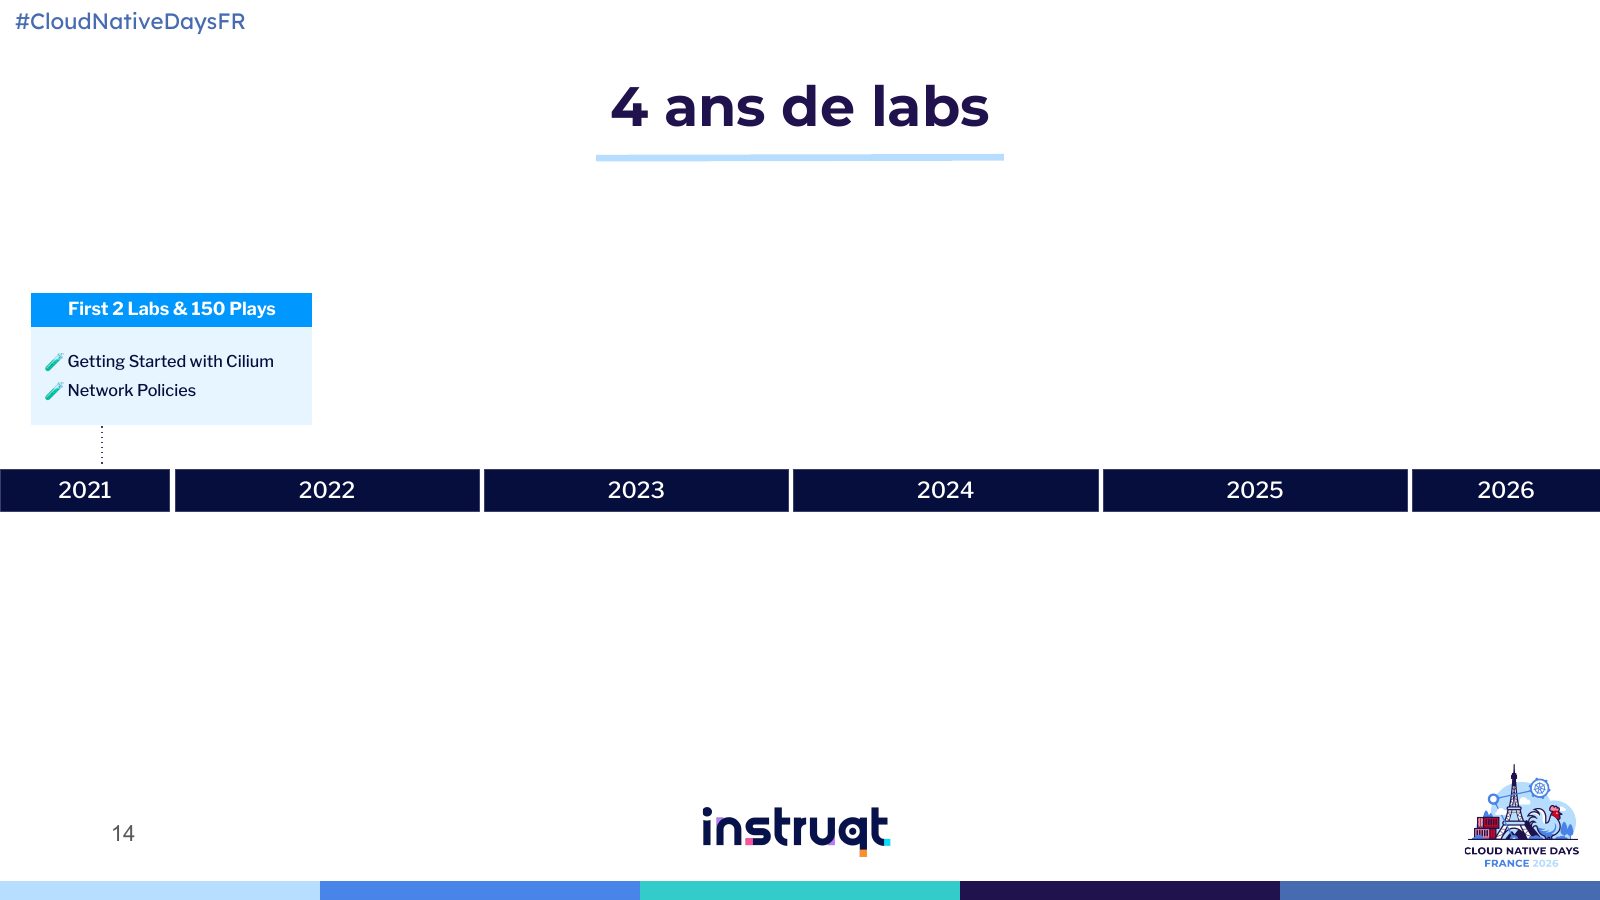 #CloudNativeDaysFR
4 ans de labs
First 2 Labs & 150 Plays
Getting Started with Cilium
Network Policies
2021 2022 2023 2024 2025 2026
14
instruqt
CLOUD NATIVE DAYS
FRANCE 2026